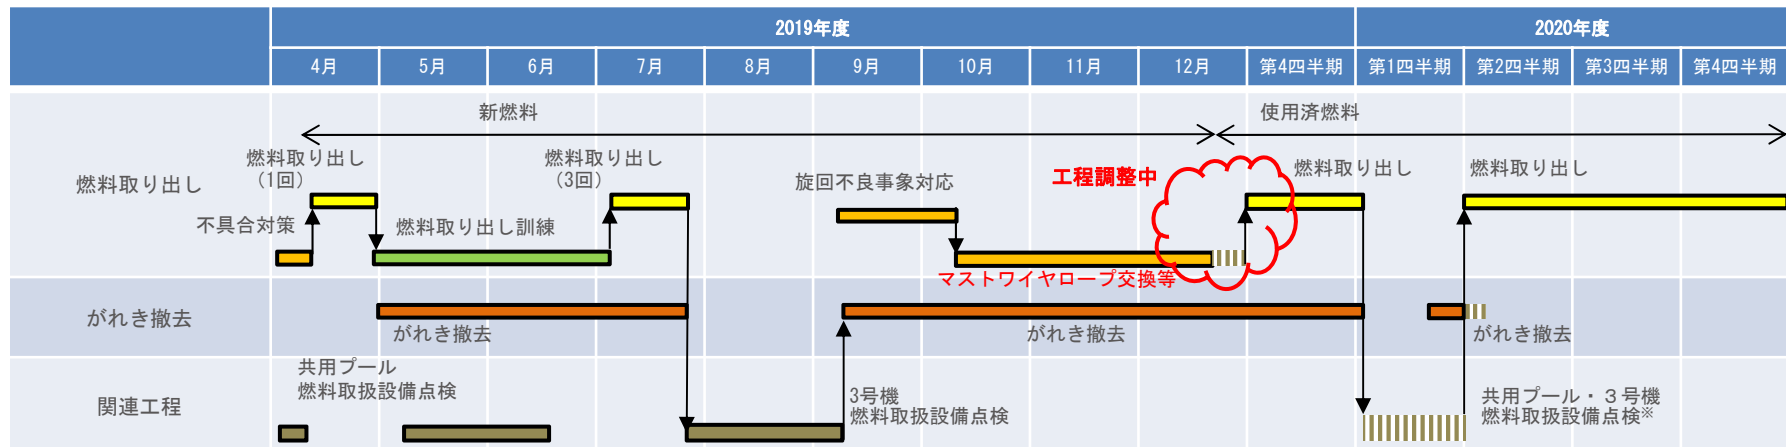 2019年度
2020年度
4月
5月
6月
7月
8月
9月
10月
11月
12月
第4四半期
第1四半期
第2四半期
第3四半期
第4四半期
新燃料
使用済燃料
燃料取り出し
燃料取り出し
(1回)
燃料取り出し
(3回)
不具合対策
燃料取り出し訓練
旋回不良事象対応
工程調整中
燃料取り出し
燃料取り出し
マストワイヤロープ交換等
がれき撤去
がれき撤去
がれき撤去
がれき撤去
関連工程
共用プール
燃料取扱設備点検
3号機
燃料取扱設備点検
共用プール・３号機
燃料取扱設備点検※